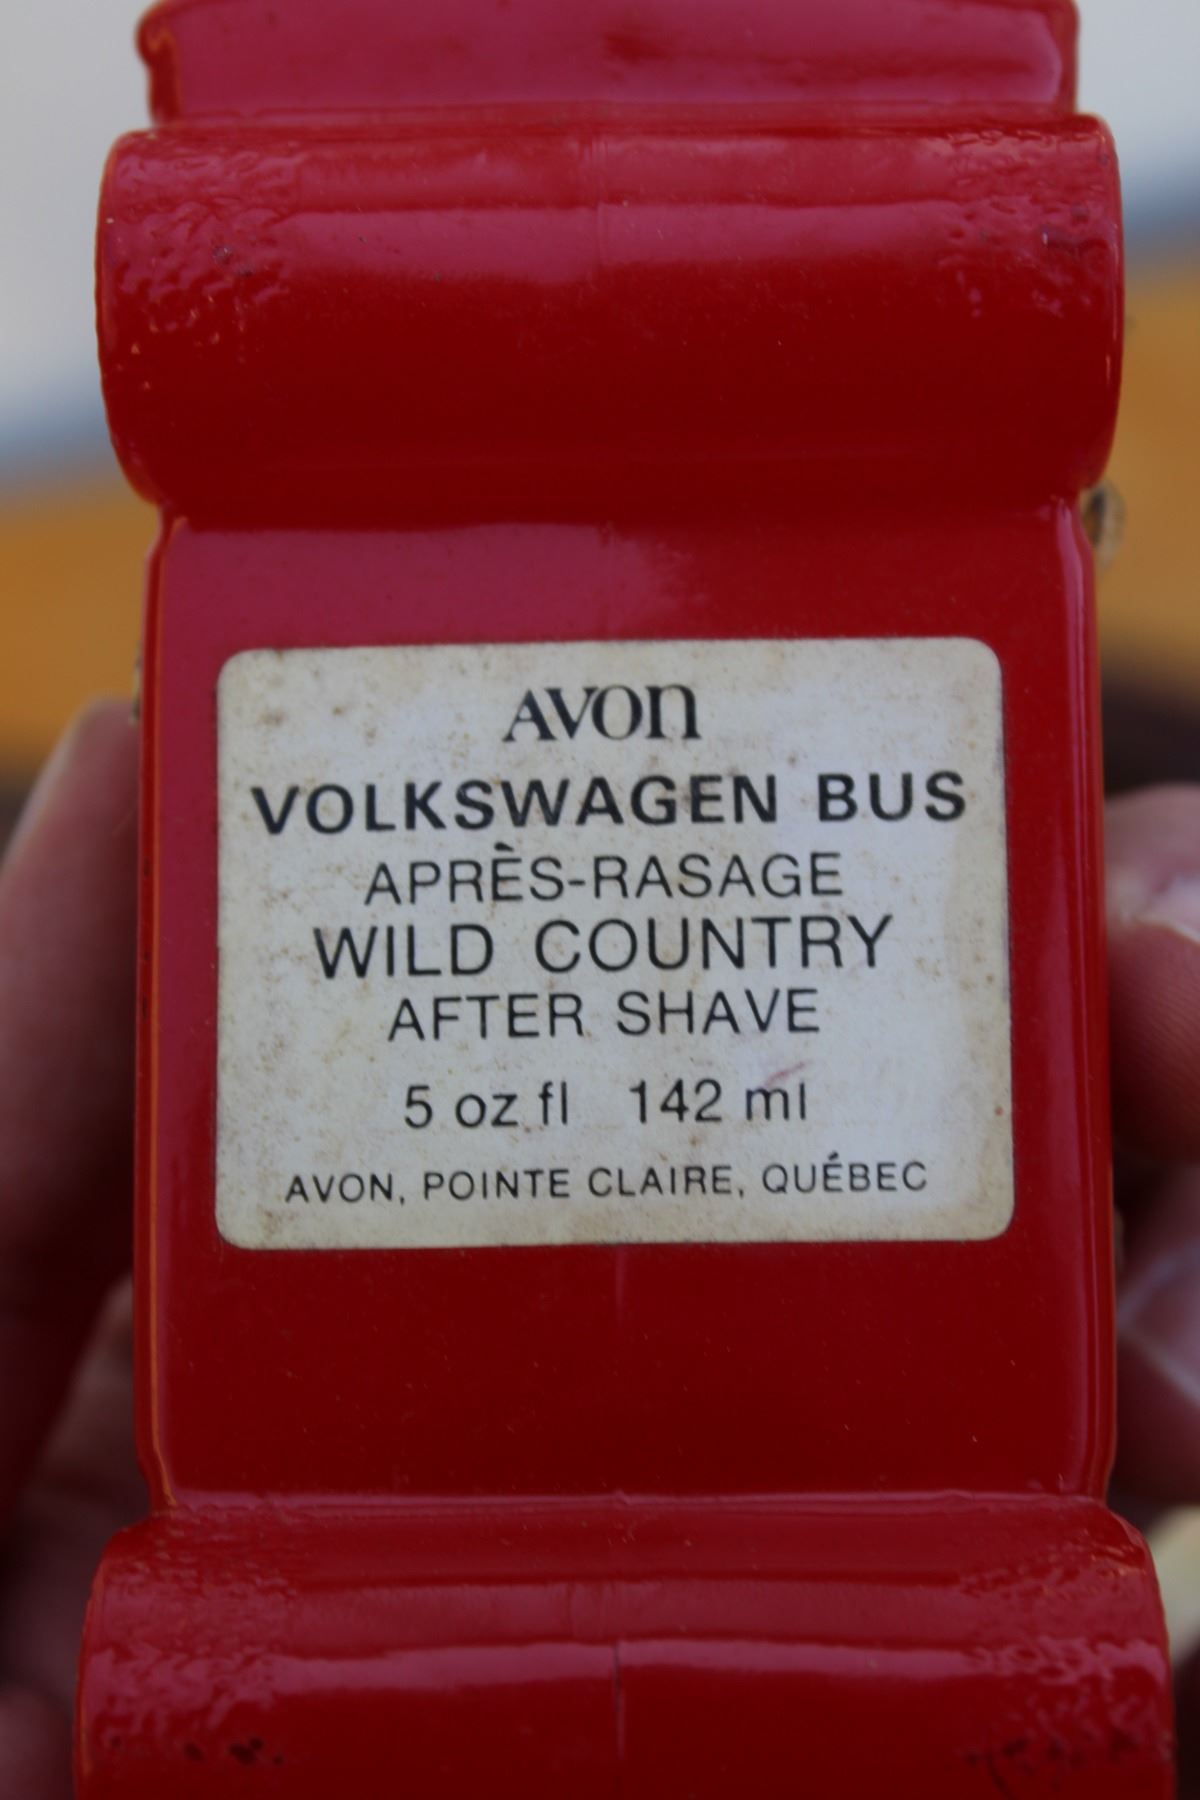 AVON
VOLKSWAGEN BUS
APRÈS-RASAGE
WILD COUNTRY
AFTER SHAVE
5 oz fl 142 ml
AVON, POINTE CLAIRE, QUÉBEC